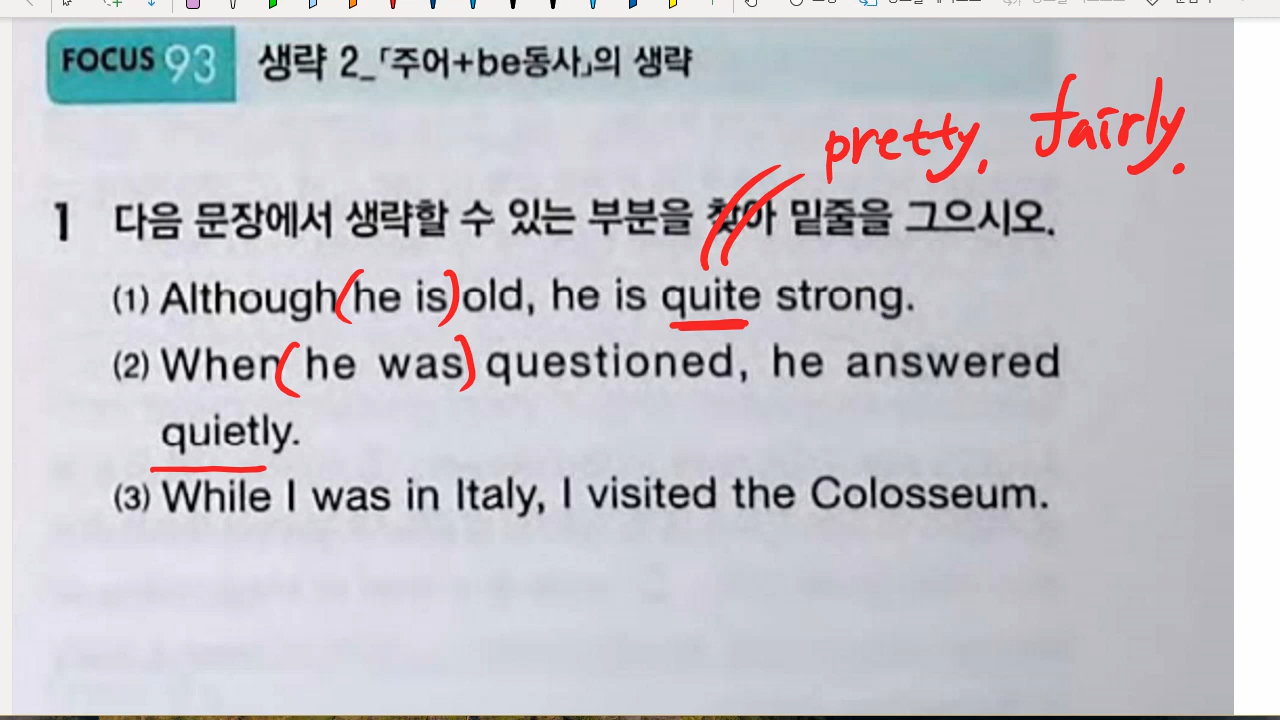 FOCUS 93 생략 2_「주어+be동사」의 생략
pretty. fairly.
1 다음 문장에서 생략할 수 있는 부분을 찾아 밑줄을 그으시오.
(1) Although (he is) old, he is quite strong.
(2) When (he was) questioned, he answered
quietly.
(3) While I was in Italy, I visited the Colosseum.